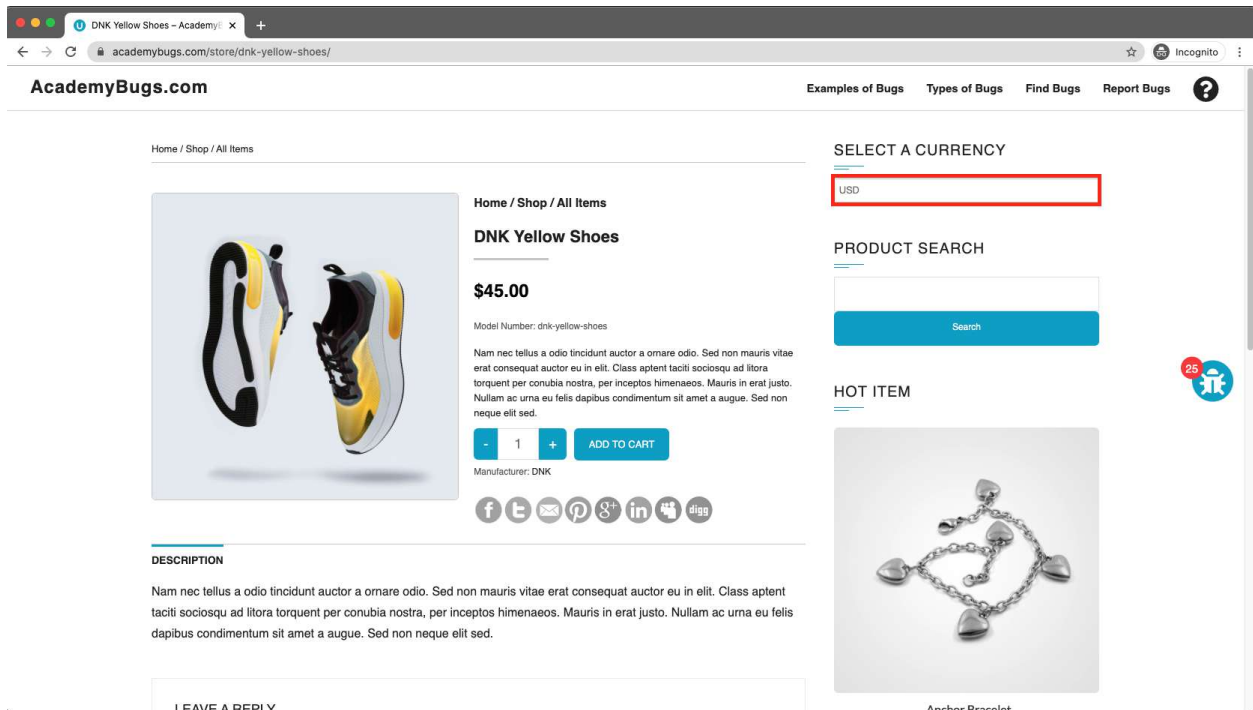 DNK Yellow Shoes – Academy
academybugs.com/store/dnk-yellow-shoes/
Incognito
AcademyBugs.com
Examples of Bugs
Types of Bugs
Find Bugs
Report Bugs
?
Home / Shop / All Items
Home / Shop / All Items
DNK Yellow Shoes
$45.00
Model Number: dnk-yellow-shoes
Nam nec tellus a odio tincidunt auctor a ornare odio. Sed non mauris vitae
erat consequat auctor eu in elit. Class aptent taciti sociosqu ad litora
torquent per conubia nostra, per inceptos himenaeos. Mauris in erat justo.
Nullam ac urna eu felis dapibus condimentum sit amet a augue. Sed non
neque elit sed.
- 1 + ADD TO CART
Manufacturer: DNK
digg
DESCRIPTION
Nam nec tellus a odio tincidunt auctor a ornare odio. Sed non mauris vitae erat consequat auctor eu in elit. Class aptent
taciti sociosqu ad litora torquent per conubia nostra, per inceptos himenaeos. Mauris in erat justo. Nullam ac urna eu felis
dapibus condimentum sit amet a augue. Sed non neque elit sed.
LEAVE A REPLY
SELECT A CURRENCY
USD
PRODUCT SEARCH
Search
HOT ITEM
25
Anchor Bracelet